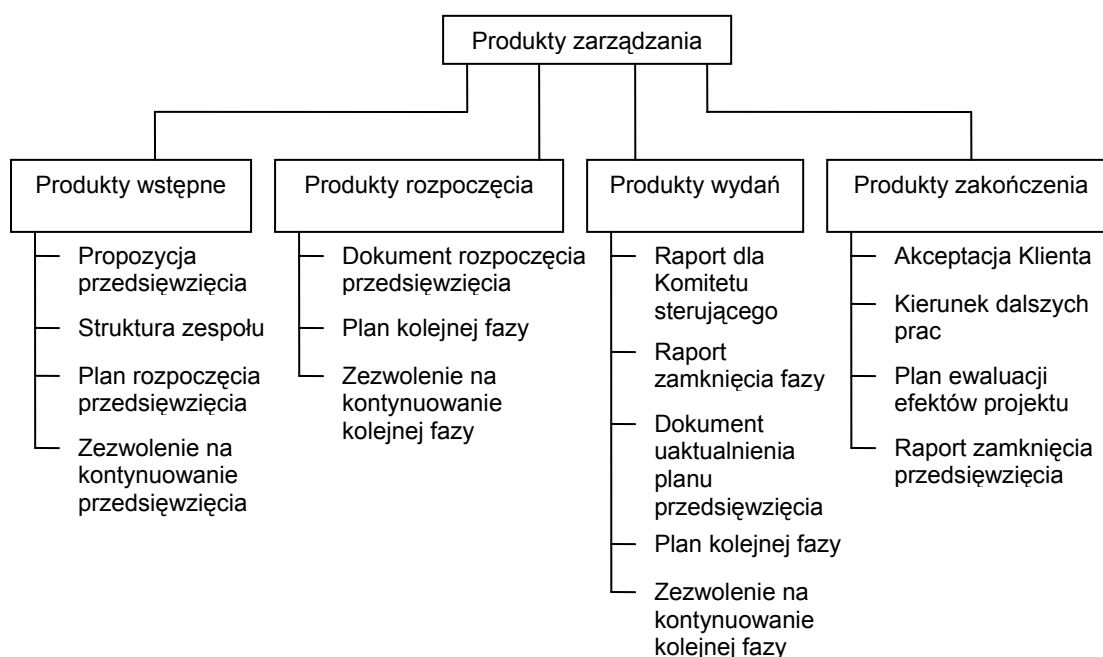 Produkty zarządzania
Produkty wstępne
Propozycja
przedsięwzięcia
Struktura zespołu
Plan rozpoczęcia
przedsięwzięcia
Zezwolenie na
kontynuowanie
przedsięwzięcia
Produkty rozpoczęcia
Dokument rozpoczęcia
przedsięwzięcia
Plan kolejnej fazy
Zezwolenie na
kontynuowanie
kolejnej fazy
Produkty wydań
Raport dla
Komitetu
sterującego
Raport
zamknięcia fazy
Dokument
uaktualnienia
planu
przedsięwzięcia
Plan kolejnej fazy
Zezwolenie na
kontynuowanie
kolejnej fazy
Produkty zakończenia
Akceptacja Klienta
Kierunek dalszych
prac
Plan ewaluacji
efektów projektu
Raport zamknięcia
przedsięwzięcia